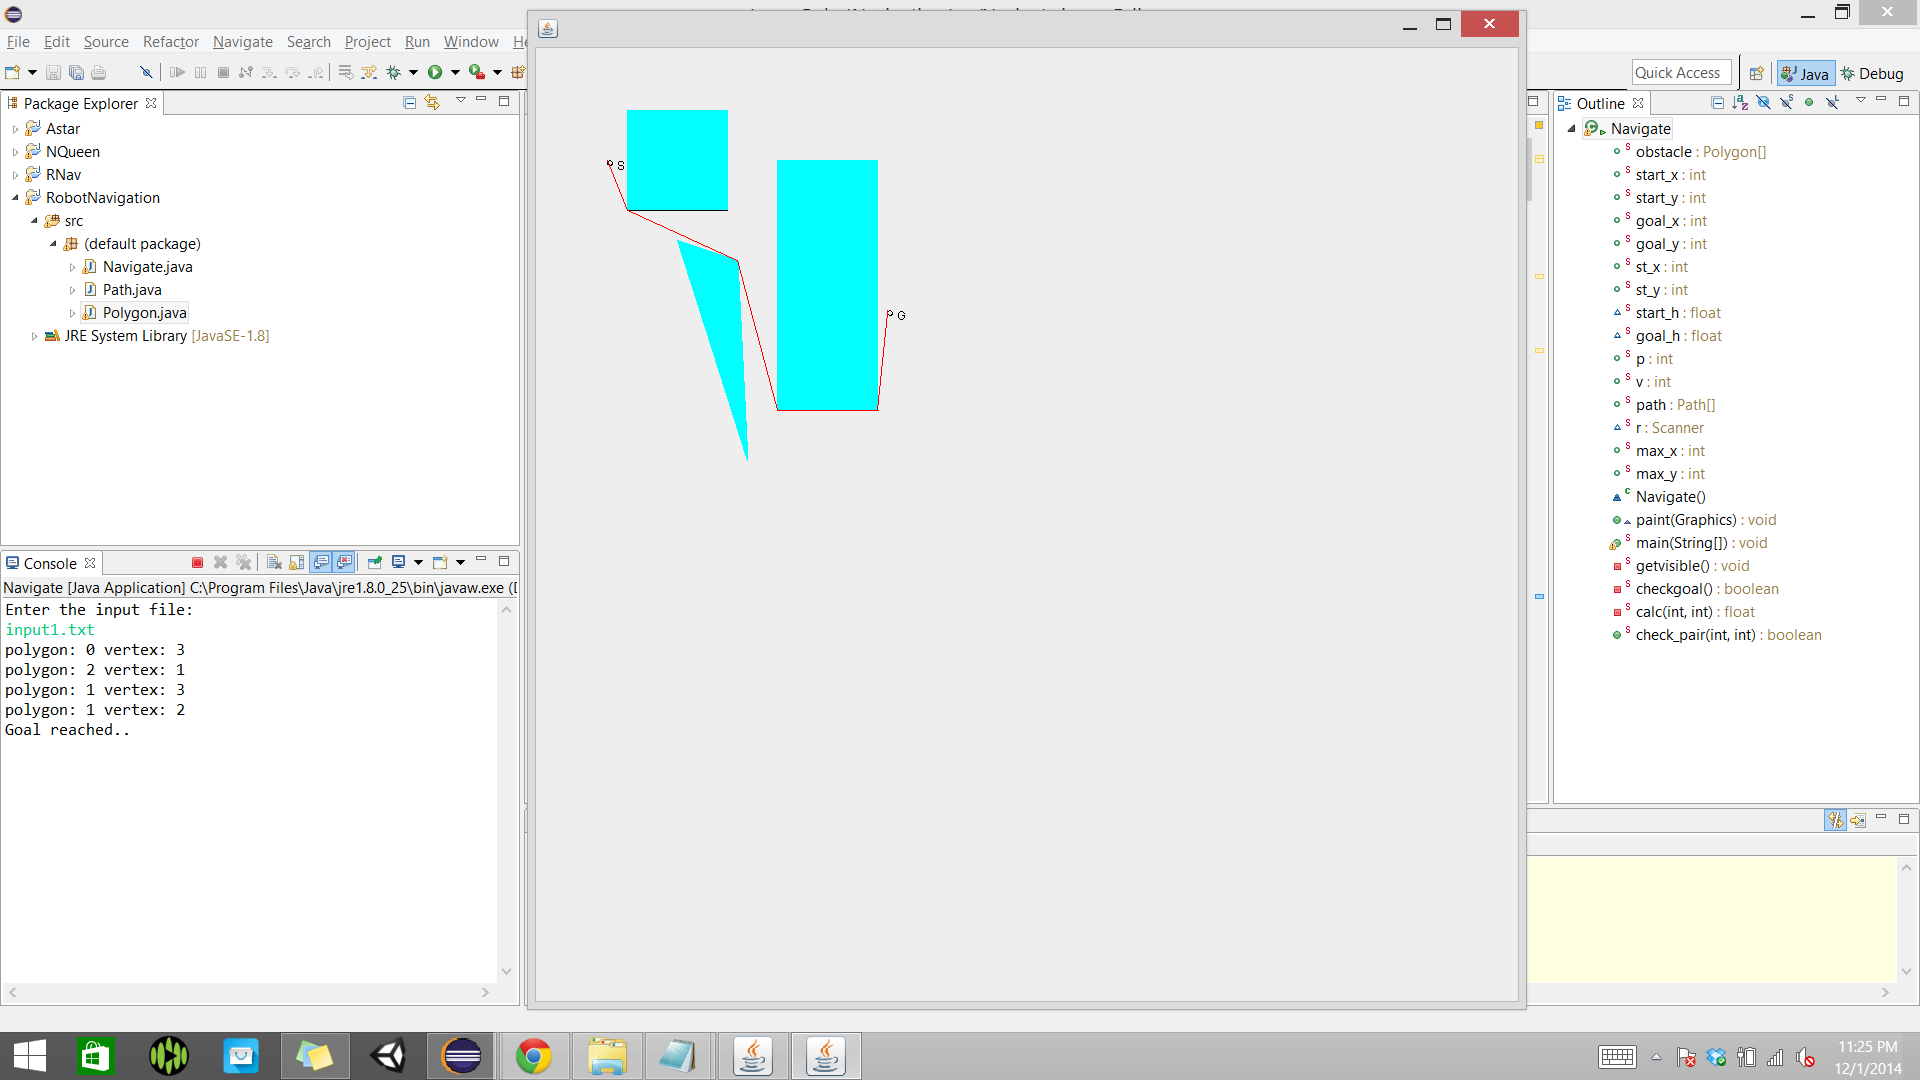 File Edit Source Refactor Navigate Search Project Run Window He
Quick Access
Java
Debug
Package Explorer
Astar
NQueen
RNav
RobotNavigation
src
(default package)
Navigate.java
Path.java
Polygon.java
JRE System Library [JavaSE-1.8]
Console
Navigate [Java Application] C:\Program Files\Java\jre1.8.0_25\bin\javaw.exe (D
Enter the input file:
input1.txt
polygon: 0 vertex: 3
polygon: 2 vertex: 1
polygon: 1 vertex: 3
polygon: 1 vertex: 2
Goal reached..
S
G
Outline
Navigate
obstacle : Polygon[]
start_x : int
start_y : int
goal_x : int
goal_y : int
st_x : int
st_y : int
start_h : float
goal_h : float
p : int
v : int
path : Path[]
r : Scanner
max_x : int
max_y : int
Navigate()
paint(Graphics) : void
main(String[]) : void
getvisible() : void
checkgoal() : boolean
calc(int, int) : float
check_pair(int, int) : boolean
11:25 PM
12/1/2014